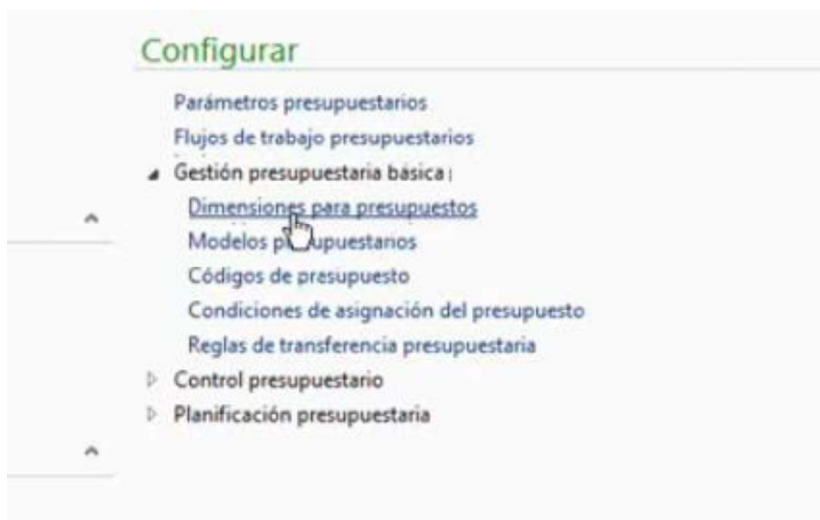 Configurar
Parámetros presupuestarios
Flujos de trabajo presupuestarios
Gestión presupuestaria básica
Dimensiones para presupuestos
Modelos presupuestarios
Códigos de presupuesto
Condiciones de asignación del presupuesto
Reglas de transferencia presupuestaria
Control presupuestario
Planificación presupuestaria